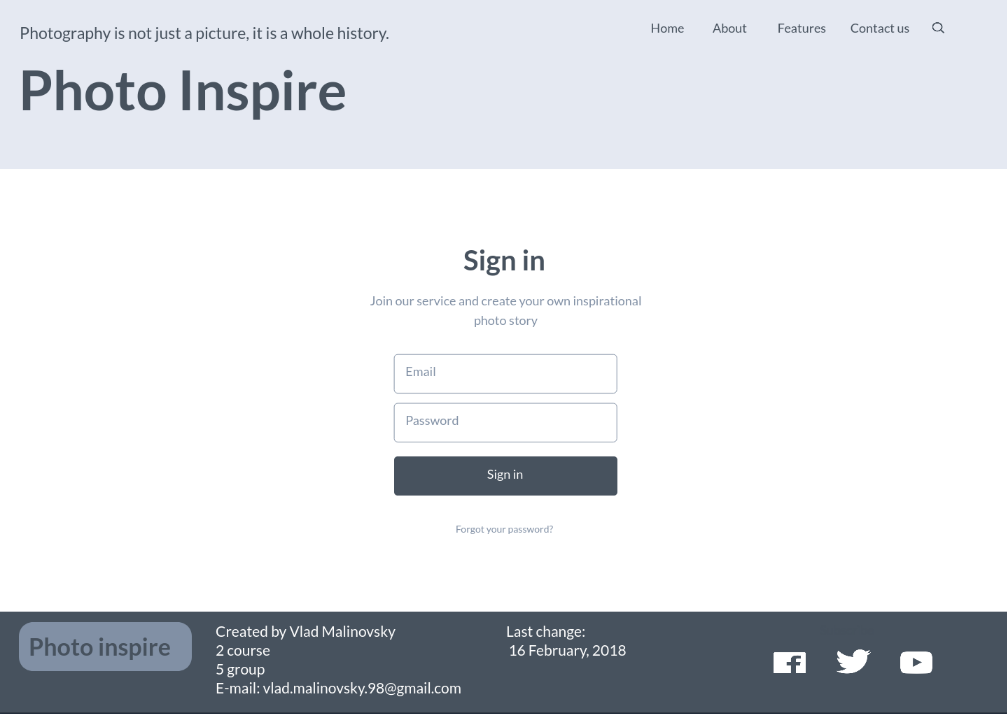 Photography is not just a picture, it is a whole history.
Home About Features Contact us
Photo Inspire
Sign in
Join our service and create your own inspirational
photo story
Email
Password
Sign in
Forgot your password?
Photo inspire
Created by Vlad Malinovsky
2 course
5 group
E-mail: vlad.malinovsky.98@gmail.com
Last change:
16 February, 2018